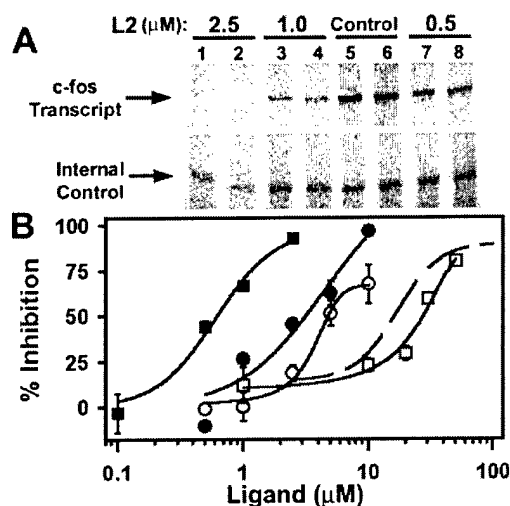 A
L2 (µM): 2.5 1.0 Control 0.5
1 2 3 4 5 6 7 8
c-fos
Transcript
Internal
Control
B
100
75
50
25
0
% Inhibition
0.1 1 10 100
Ligand (µM)